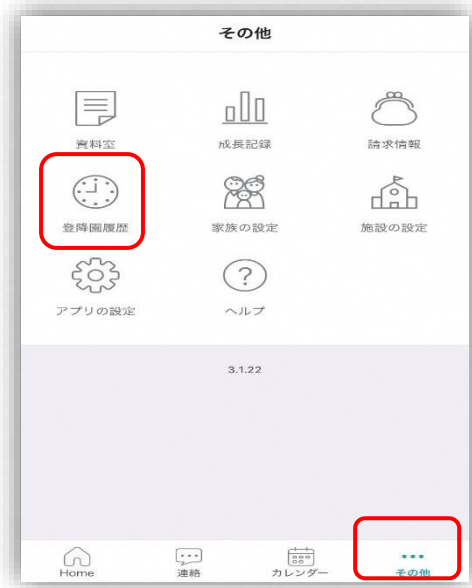 その他
資料室 成長記録 請求情報
登降園履歴 家族の設定 施設の設定
アプリの設定 ヘルプ
3.1.22
Home 連絡 カレンダー その他